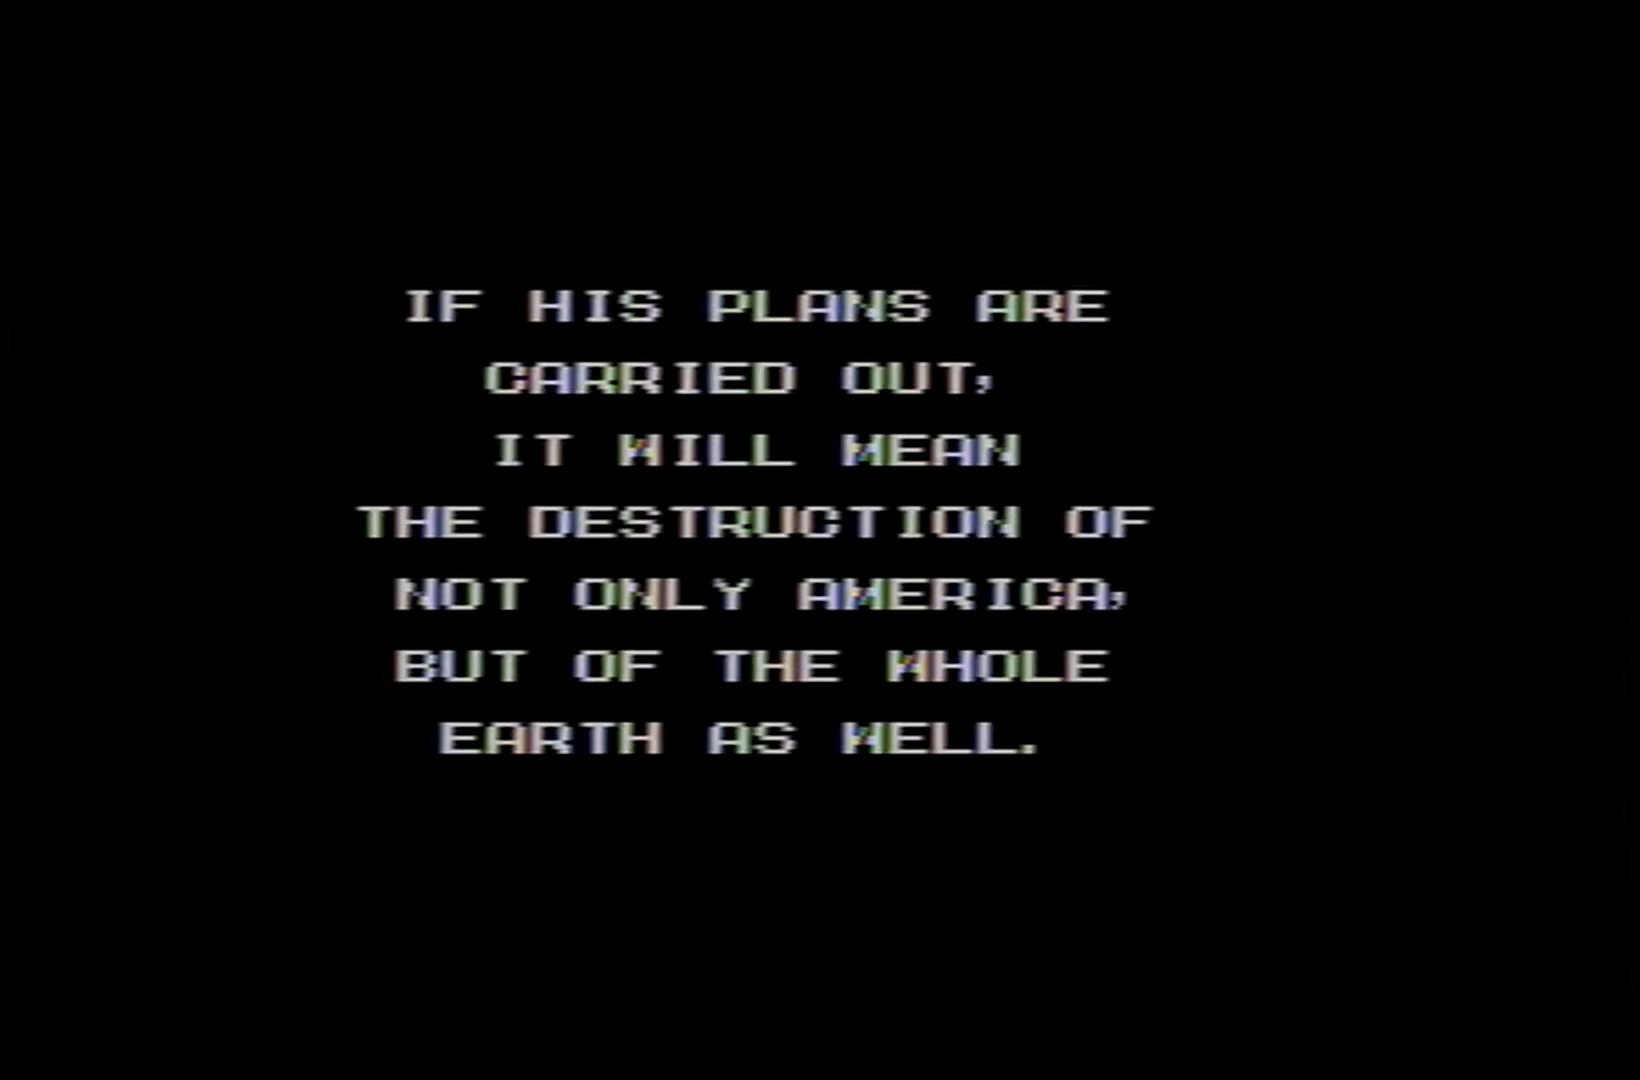 IF HIS PLANS ARE
CARRIED OUT,
IT WILL MEAN
THE DESTRUCTION OF
NOT ONLY AMERICA,
BUT OF THE WHOLE
EARTH AS WELL.